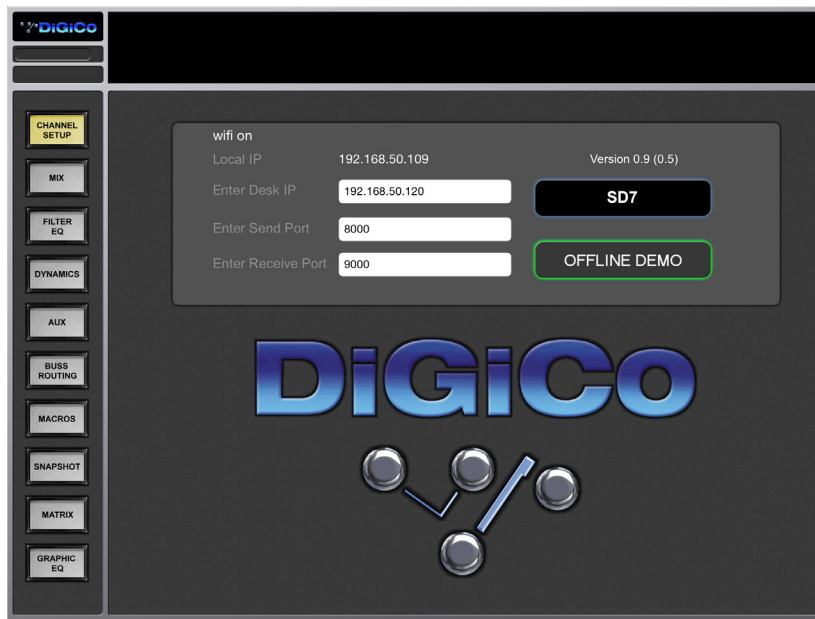 DiGiCo
CHANNEL
SETUP
MIX
FILTER
EQ
DYNAMICS
AUX
BUSS
ROUTING
MACROS
SNAPSHOT
MATRIX
GRAPHIC
EQ
wifi on
Local IP 192.168.50.109 Version 0.9 (0.5)
Enter Desk IP 192.168.50.120 SD7
Enter Send Port 8000
Enter Receive Port 9000 OFFLINE DEMO
DiGiCo